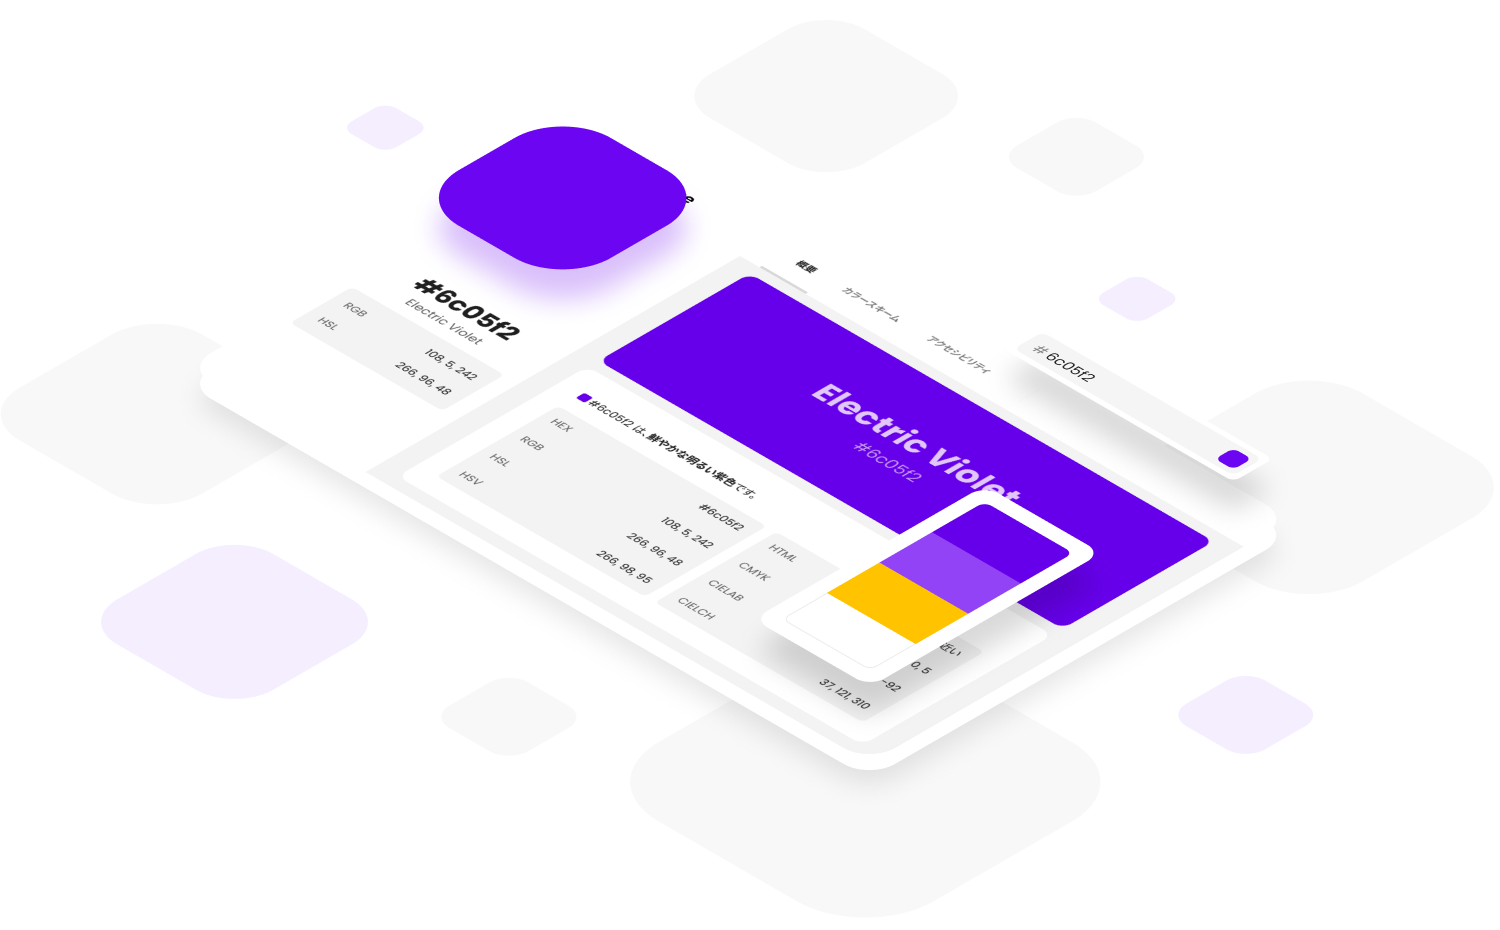 #6c05f2
Electric Violet
RGB 108, 5, 242
HSL 266, 96, 48
概要
カラースキーム
アクセシビリティ
# 6c05f2
Electric Violet
#6c05f2
#6c05f2 は、鮮やかな明るい紫色です。
HEX #6c05f2
RGB 108, 5, 242
HSL 266, 96, 48
HSV 266, 98, 95
HTML 近い
CMYK 0, 5
CIELAB -92
CIELCH 37, 121, 310